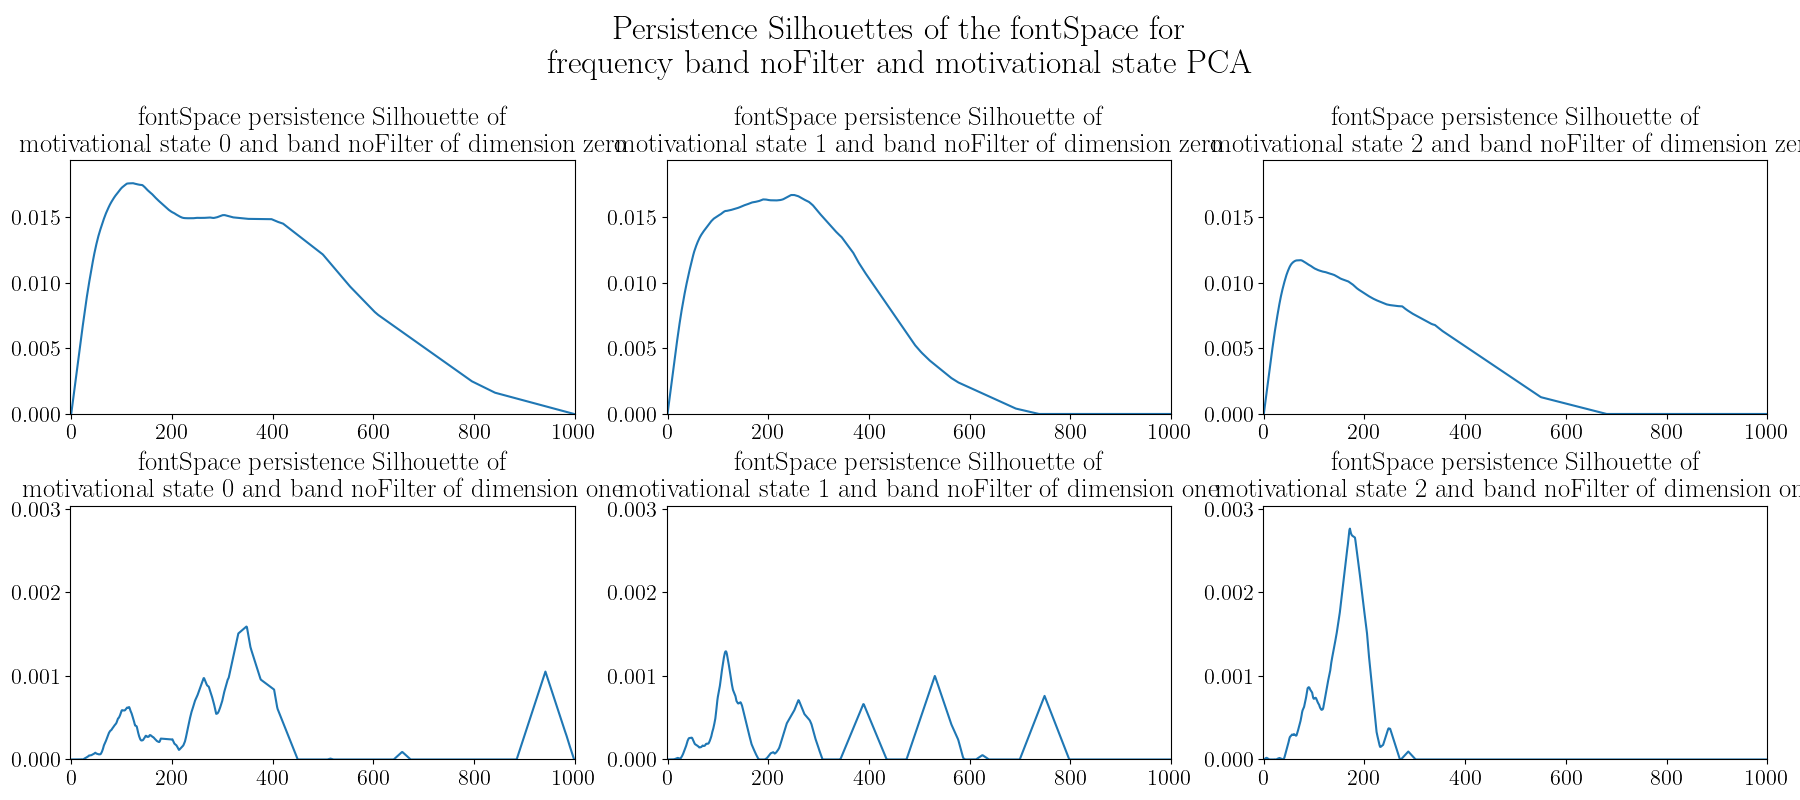 Persistence Silhouettes of the fontSpace for
frequency band noFilter and motivational state PCA
fontSpace persistence Silhouette of
motivational state 0 and band noFilter of dimension zero
fontSpace persistence Silhouette of
motivational state 1 and band noFilter of dimension zero
fontSpace persistence Silhouette of
motivational state 2 and band noFilter of dimension zer
0.015
0.010
0.005
0.000
0 200 400 600 800 1000
0.015
0.010
0.005
0.000
0 200 400 600 800 1000
0.015
0.010
0.005
0.000
0 200 400 600 800 1000
fontSpace persistence Silhouette of
motivational state 0 and band noFilter of dimension one
fontSpace persistence Silhouette of
motivational state 1 and band noFilter of dimension one
fontSpace persistence Silhouette of
motivational state 2 and band noFilter of dimension on
0.003
0.002
0.001
0.000
0 200 400 600 800 1000
0.003
0.002
0.001
0.000
0 200 400 600 800 1000
0.003
0.002
0.001
0.000
0 200 400 600 800 1000